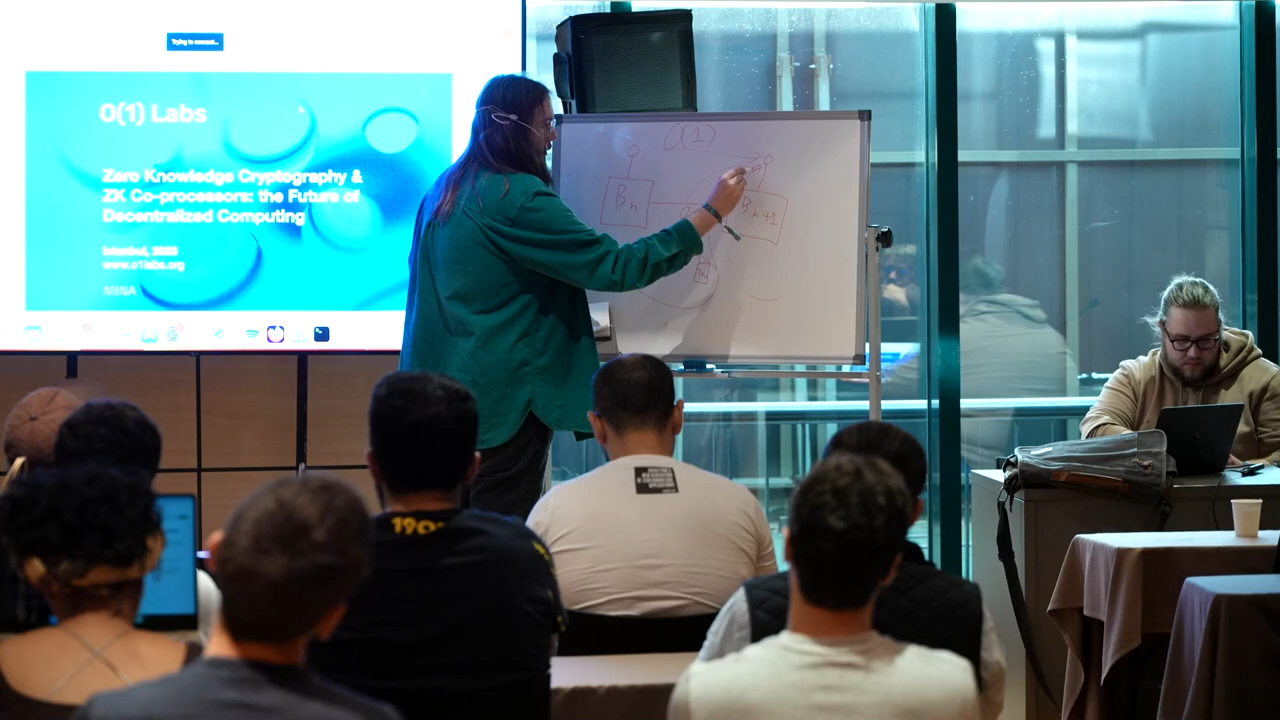 Trying to connect...
O(1) Labs
Zero Knowledge Cryptography &
ZK Co-processors: the Future of
Decentralized Computing
Istanbul, 2023
www.o1labs.org
MINA
O(1)
Bn
Bn+1
190